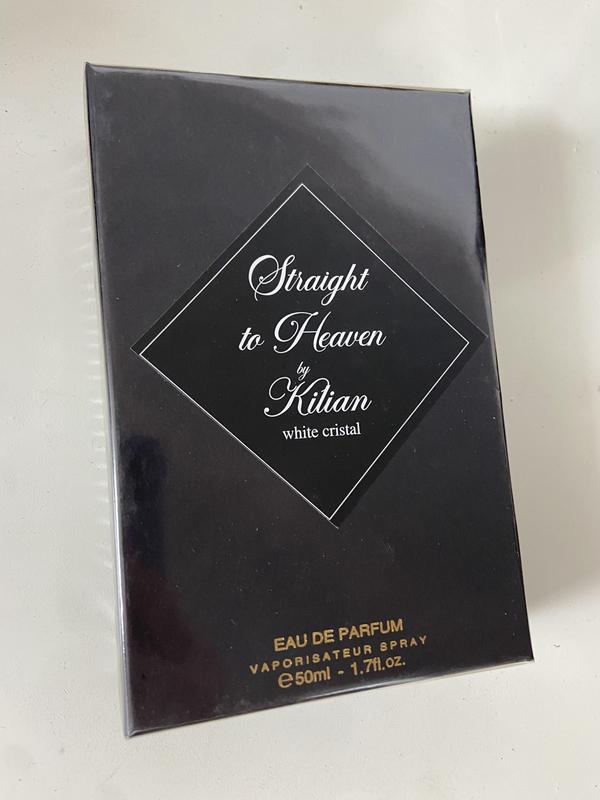 Straight
to Heaven
by
Kilian
white cristal
EAU DE PARFUM
VAPORISATEUR SPRAY
℮50ml - 1.7fl.oz.